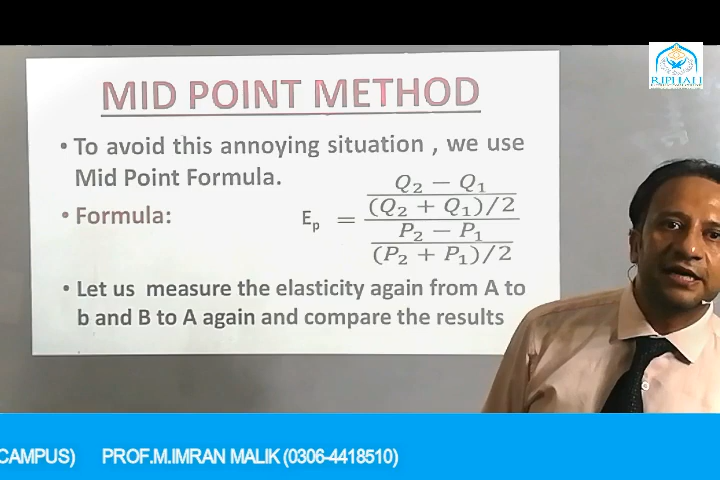 RIPHAH
MID POINT METHOD
• To avoid this annoying situation , we use
Mid Point Formula.
• Formula:
Eₚ = ((Q₂ − Q₁) / ((Q₂ + Q₁)/2)) / ((P₂ − P₁) / ((P₂ + P₁)/2))
• Let us measure the elasticity again from A to
b and B to A again and compare the results
CAMPUS) PROF.M.IMRAN MALIK (0306-4418510)